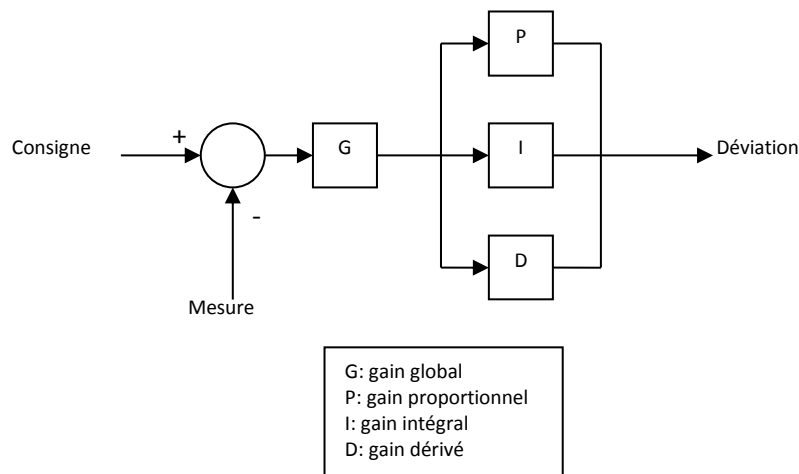 P
+
Consigne
G
I
Déviation
-
D
Mesure
G: gain global
P: gain proportionnel
I: gain intégral
D: gain dérivé